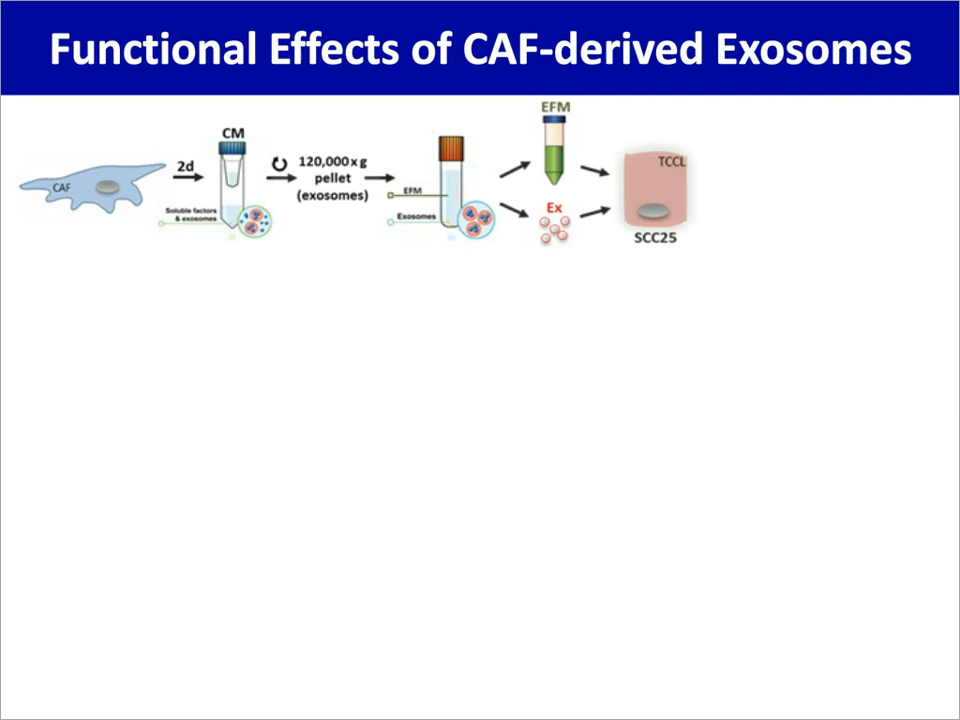 Functional Effects of CAF-derived Exosomes
CAF
2d
CM
Soluble factors
& exosomes
120,000 x g
pellet
(exosomes)
EFM
Exosomes
EFM
Ex
TCCL
SCC25